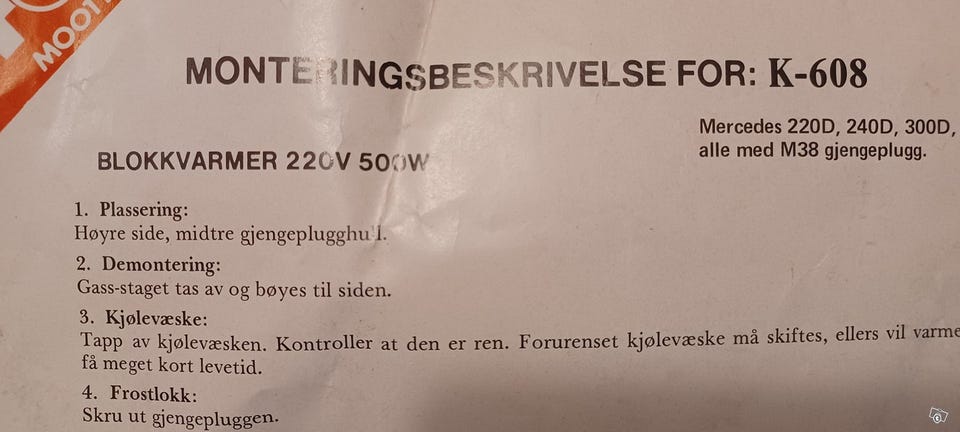 MOOT
MONTERINGSBESKRIVELSE FOR: K-608
Mercedes 220D, 240D, 300D,
alle med M38 gjengeplugg.
BLOKKVARMER 220V 500W
1. Plassering:
Høyre side, midtre gjengeplugghull.
2. Demontering:
Gass-staget tas av og bøyes til siden.
3. Kjølevæske:
Tapp av kjølevæsken. Kontroller at den er ren. Forurenset kjølevæske må skiftes, ellers vil varme
få meget kort levetid.
4. Frostlokk:
Skru ut gjengepluggen.